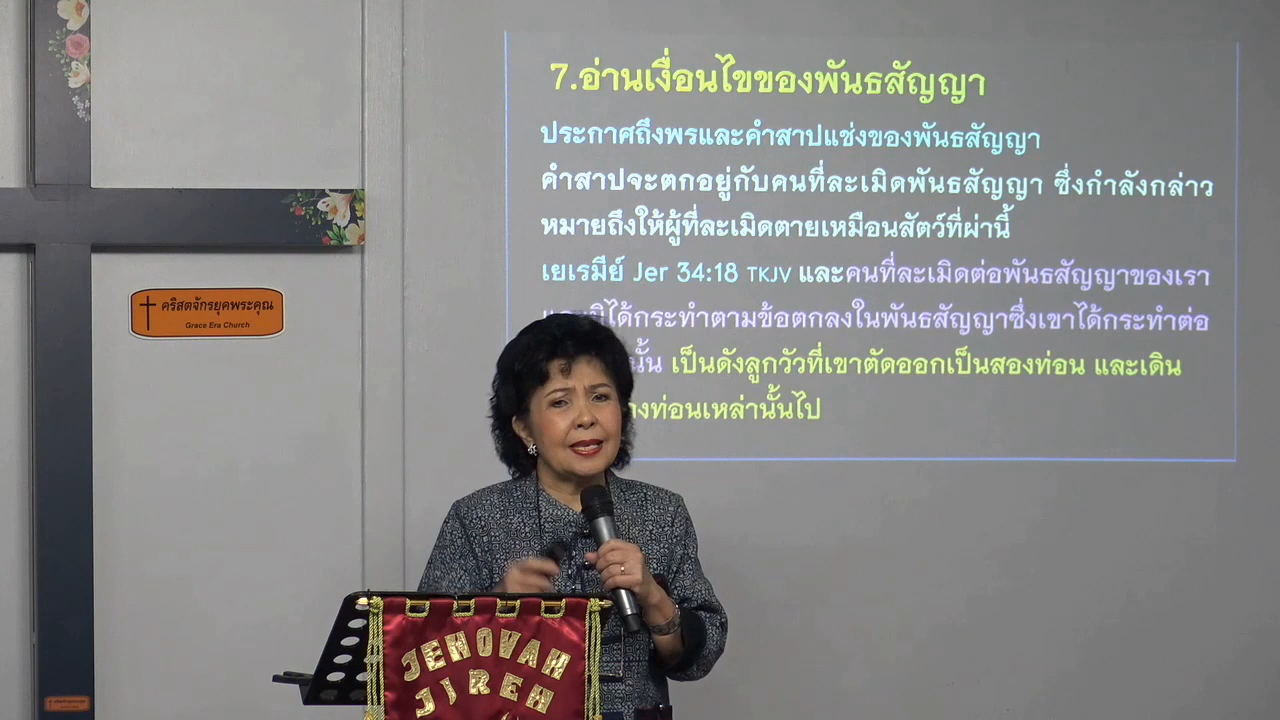 7.อ่านเงื่อนไขของพันธสัญญา
ประกาศถึงพรและคำสาปแช่งของพันธสัญญา
คำสาปจะตกอยู่กับคนที่ละเมิดพันธสัญญา ซึ่งกำลังกล่าว
หมายถึงให้ผู้ที่ละเมิดตายเหมือนสัตว์ที่ผ่านี้
เยเรมีย์ Jer 34:18 TKJV และคนที่ละเมิดต่อพันธสัญญาของเรา
ได้กระทำตามข้อตกลงในพันธสัญญาซึ่งเขาได้กระทำต่อ
นั้น เป็นดังลูกวัวที่เขาตัดออกเป็นสองท่อน และเดิน
ท่อนเหล่านั้นไป
คริสตจักรยุคพระคุณ
Grace Era Church
JEHOVAH
JIREH